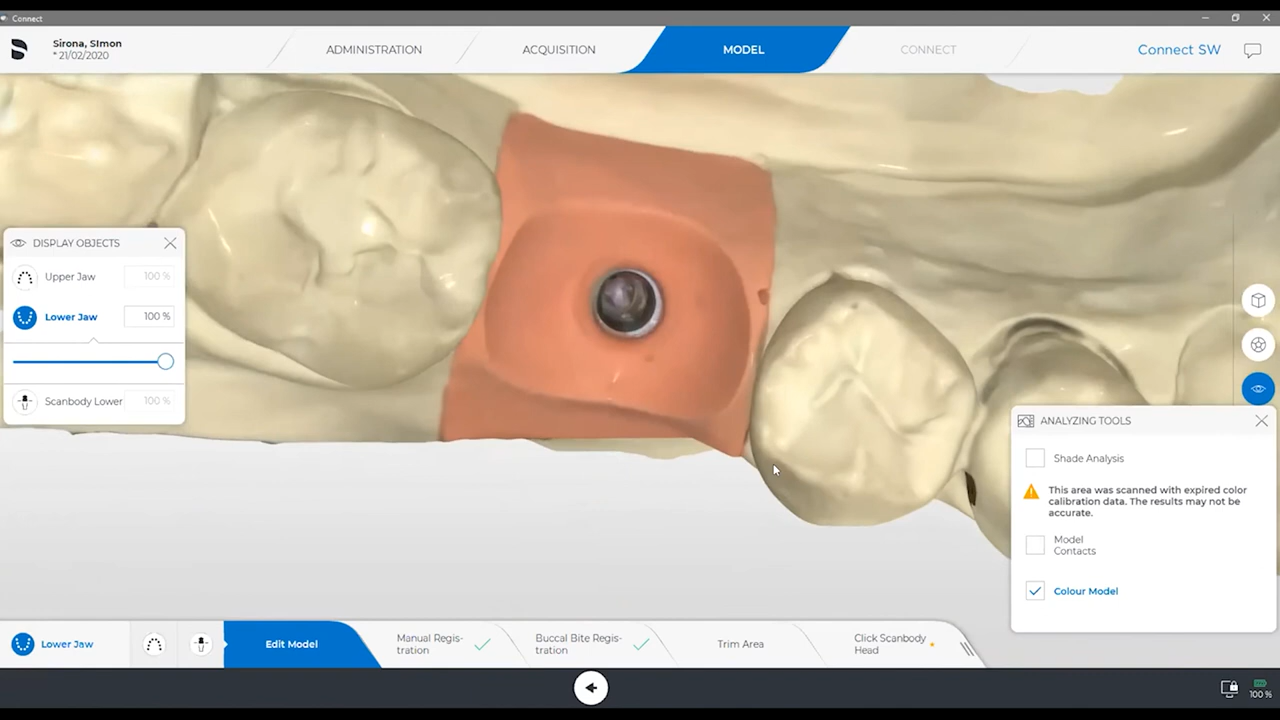 Connect
Sirona, SImon
* 21/02/2020
ADMINISTRATION
ACQUISITION
MODEL
CONNECT
Connect SW
DISPLAY OBJECTS
Upper Jaw
100 %
Lower Jaw
100 %
Scanbody Lower
100 %
ANALYZING TOOLS
Shade Analysis
This area was scanned with expired color
calibration data. The results may not be
accurate.
Model
Contacts
Colour Model
Lower Jaw
Edit Model
Manual Regis-
tration
Buccal Bite Regis-
tration
Trim Area
Click Scanbody
Head
100 %